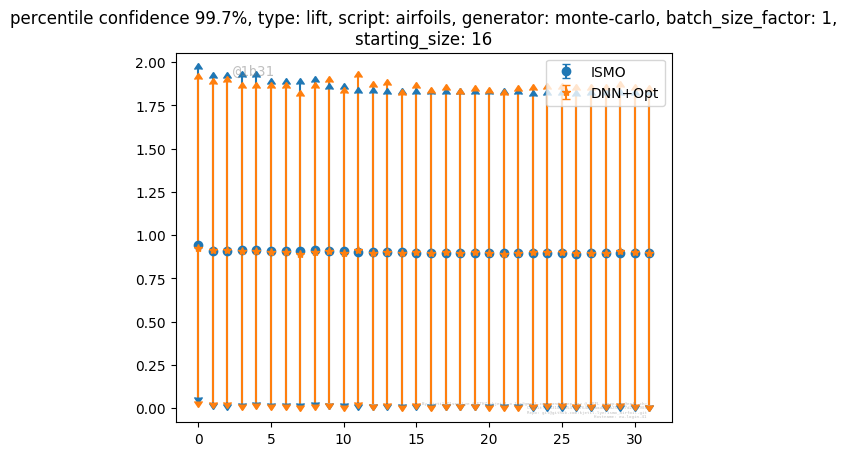 percentile confidence 99.7%, type: lift, script: airfoils, generator: monte-carlo, batch_size_factor: 1,
starting_size: 16
2.00
@1b31
ISMO
DNN+Opt
1.75
1.50
1.25
1.00
0.75
0.50
0.25
0.00
0 5 10 15 20 25 30